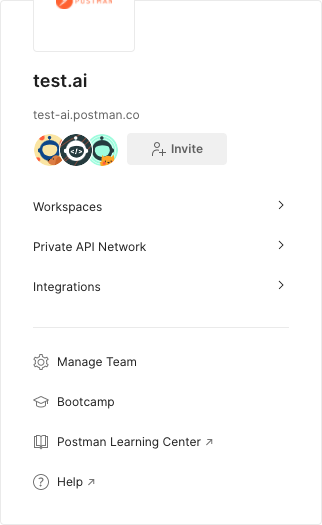 POSTMAN
test.ai
test-ai.postman.co
</>
Invite
Workspaces
Private API Network
Integrations
Manage Team
Bootcamp
Postman Learning Center ↗
Help ↗